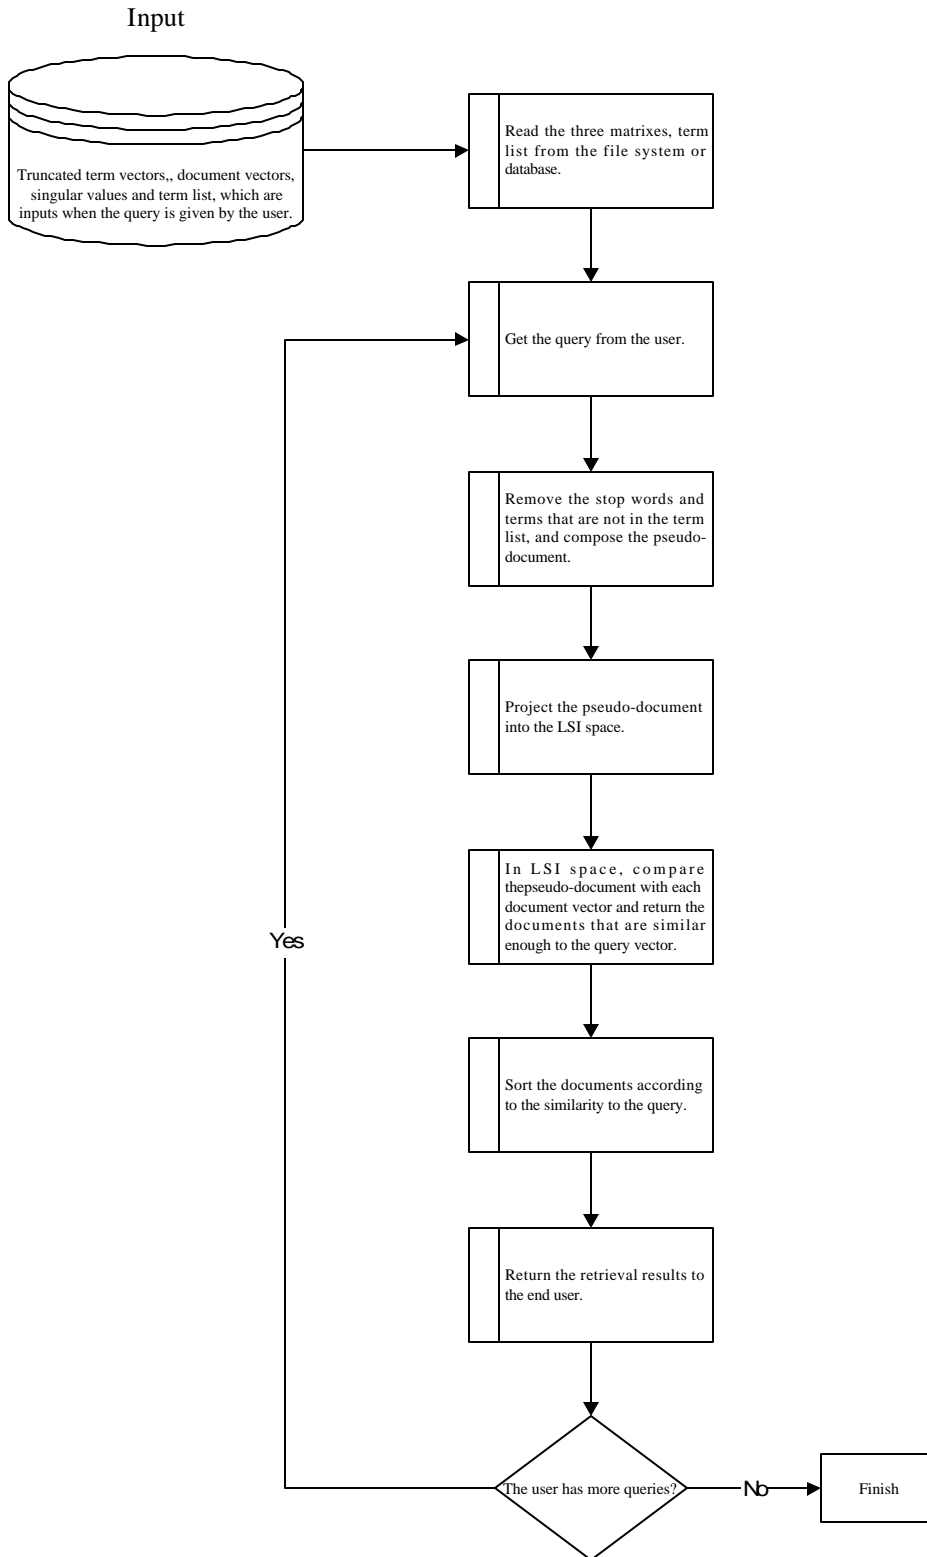 Input
Truncated term vectors,, document vectors,
singular values and term list, which are
inputs when the query is given by the user.
Read the three matrixes, term
list from the file system or
database.
Get the query from the user.
Remove the stop words and
terms that are not in the term
list, and compose the pseudo-
document.
Project the pseudo-document
into the LSI space.
In LSI space, compare
thepseudo-document with each
document vector and return the
documents that are similar
enough to the query vector.
Yes
Sort the documents according
to the similarity to the query.
Return the retrieval results to
the end user.
The user has more queries?
No
Finish